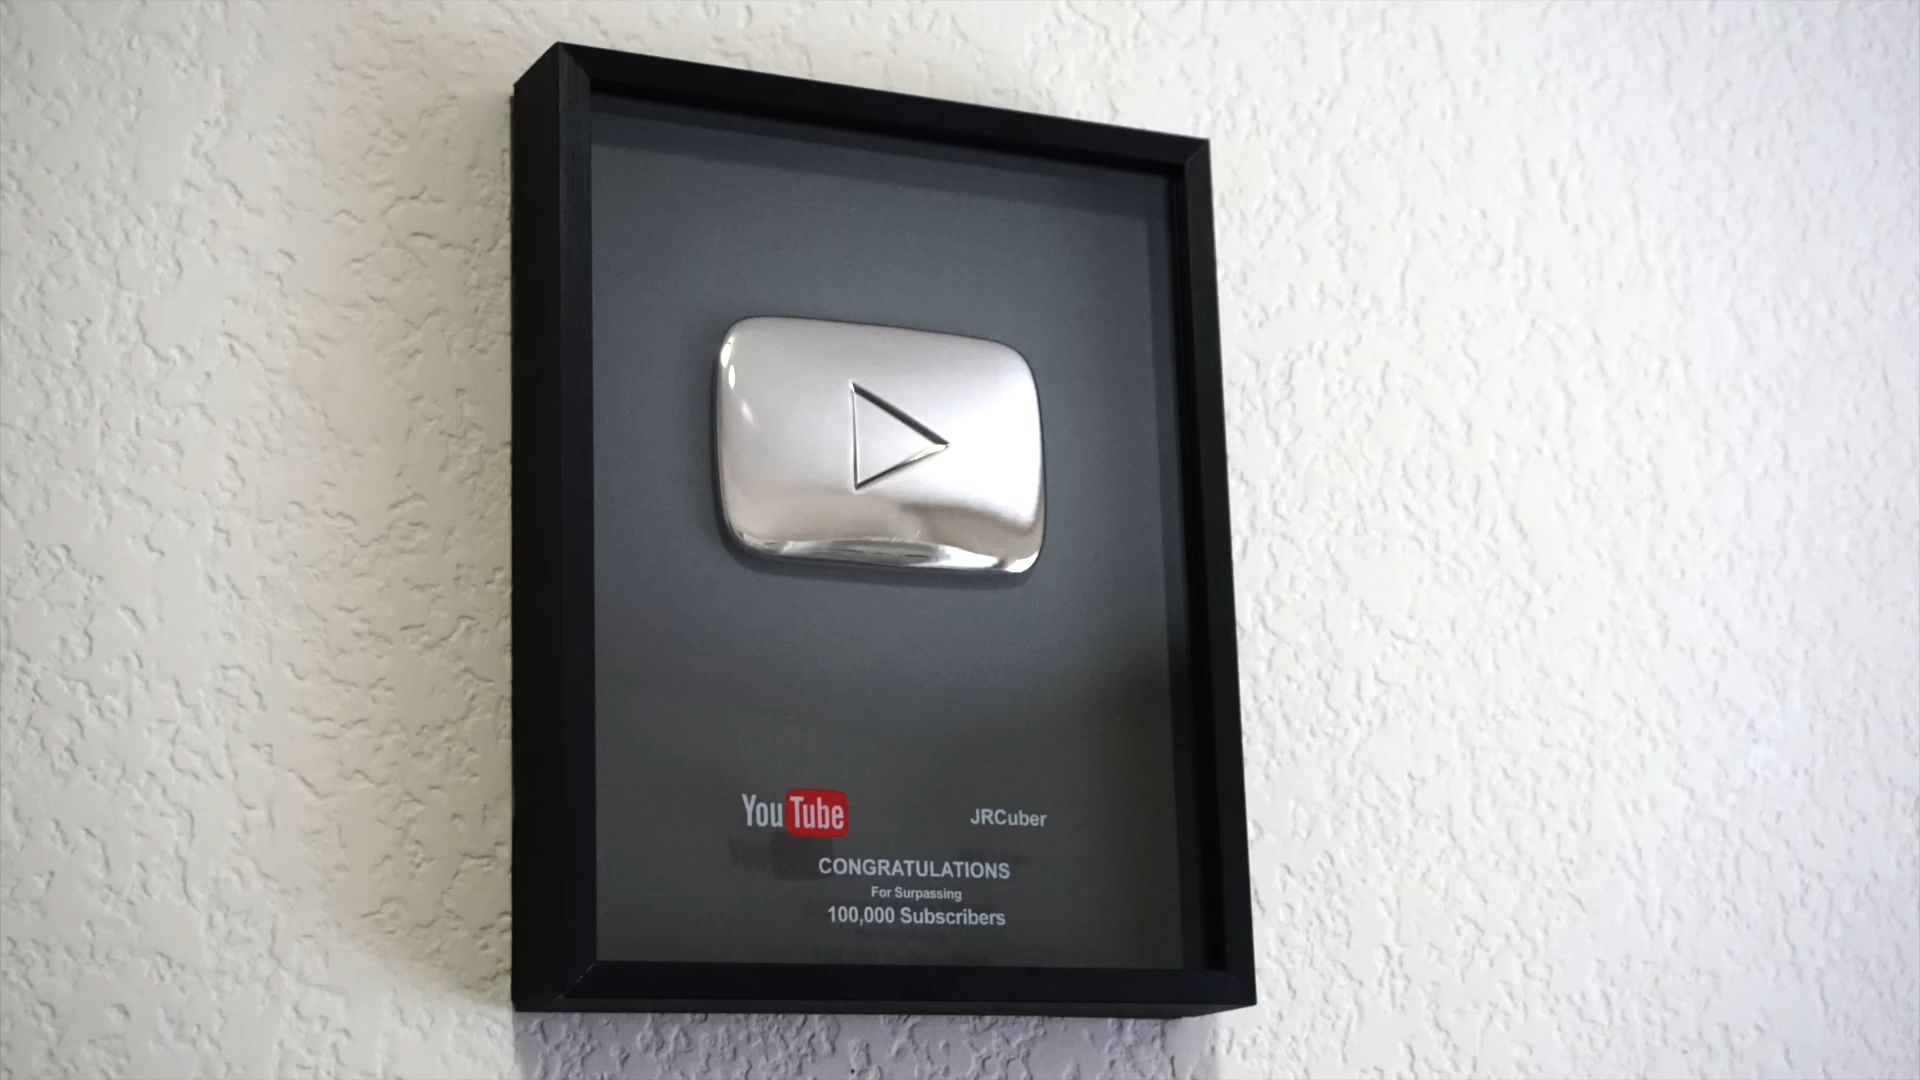 YouTube JRCuber
CONGRATULATIONS
For Surpassing
100,000 Subscribers